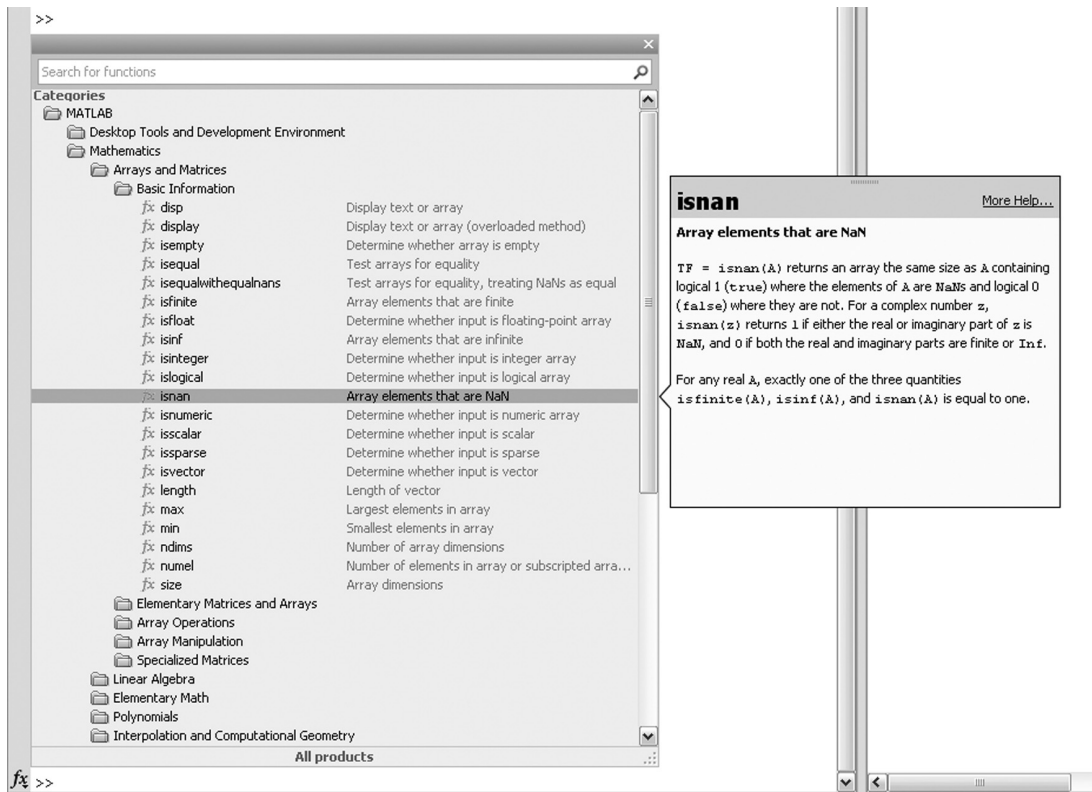 >>
Search for functions
Categories
MATLAB
Desktop Tools and Development Environment
Mathematics
Arrays and Matrices
Basic Information
fx disp Display text or array
fx display Display text or array (overloaded method)
fx isempty Determine whether array is empty
fx isequal Test arrays for equality
fx isequalwithequalnans Test arrays for equality, treating NaNs as equal
fx isfinite Array elements that are finite
fx isfloat Determine whether input is floating-point array
fx isinf Array elements that are infinite
fx isinteger Determine whether input is integer array
fx islogical Determine whether input is logical array
fx isnan Array elements that are NaN
fx isnumeric Determine whether input is numeric array
fx isscalar Determine whether input is scalar
fx issparse Determine whether input is sparse
fx isvector Determine whether input is vector
fx length Length of vector
fx max Largest elements in array
fx min Smallest elements in array
fx ndims Number of array dimensions
fx numel Number of elements in array or subscripted arra...
fx size Array dimensions
Elementary Matrices and Arrays
Array Operations
Array Manipulation
Specialized Matrices
Linear Algebra
Elementary Math
Polynomials
Interpolation and Computational Geometry
All products
fx >>
isnan More Help...
Array elements that are NaN
TF = isnan(A) returns an array the same size as A containing
logical 1 (true) where the elements of A are NaNs and logical 0
(false) where they are not. For a complex number z,
isnan(z) returns 1 if either the real or imaginary part of z is
NaN, and 0 if both the real and imaginary parts are finite or Inf.
For any real A, exactly one of the three quantities
isfinite(A), isinf(A), and isnan(A) is equal to one.